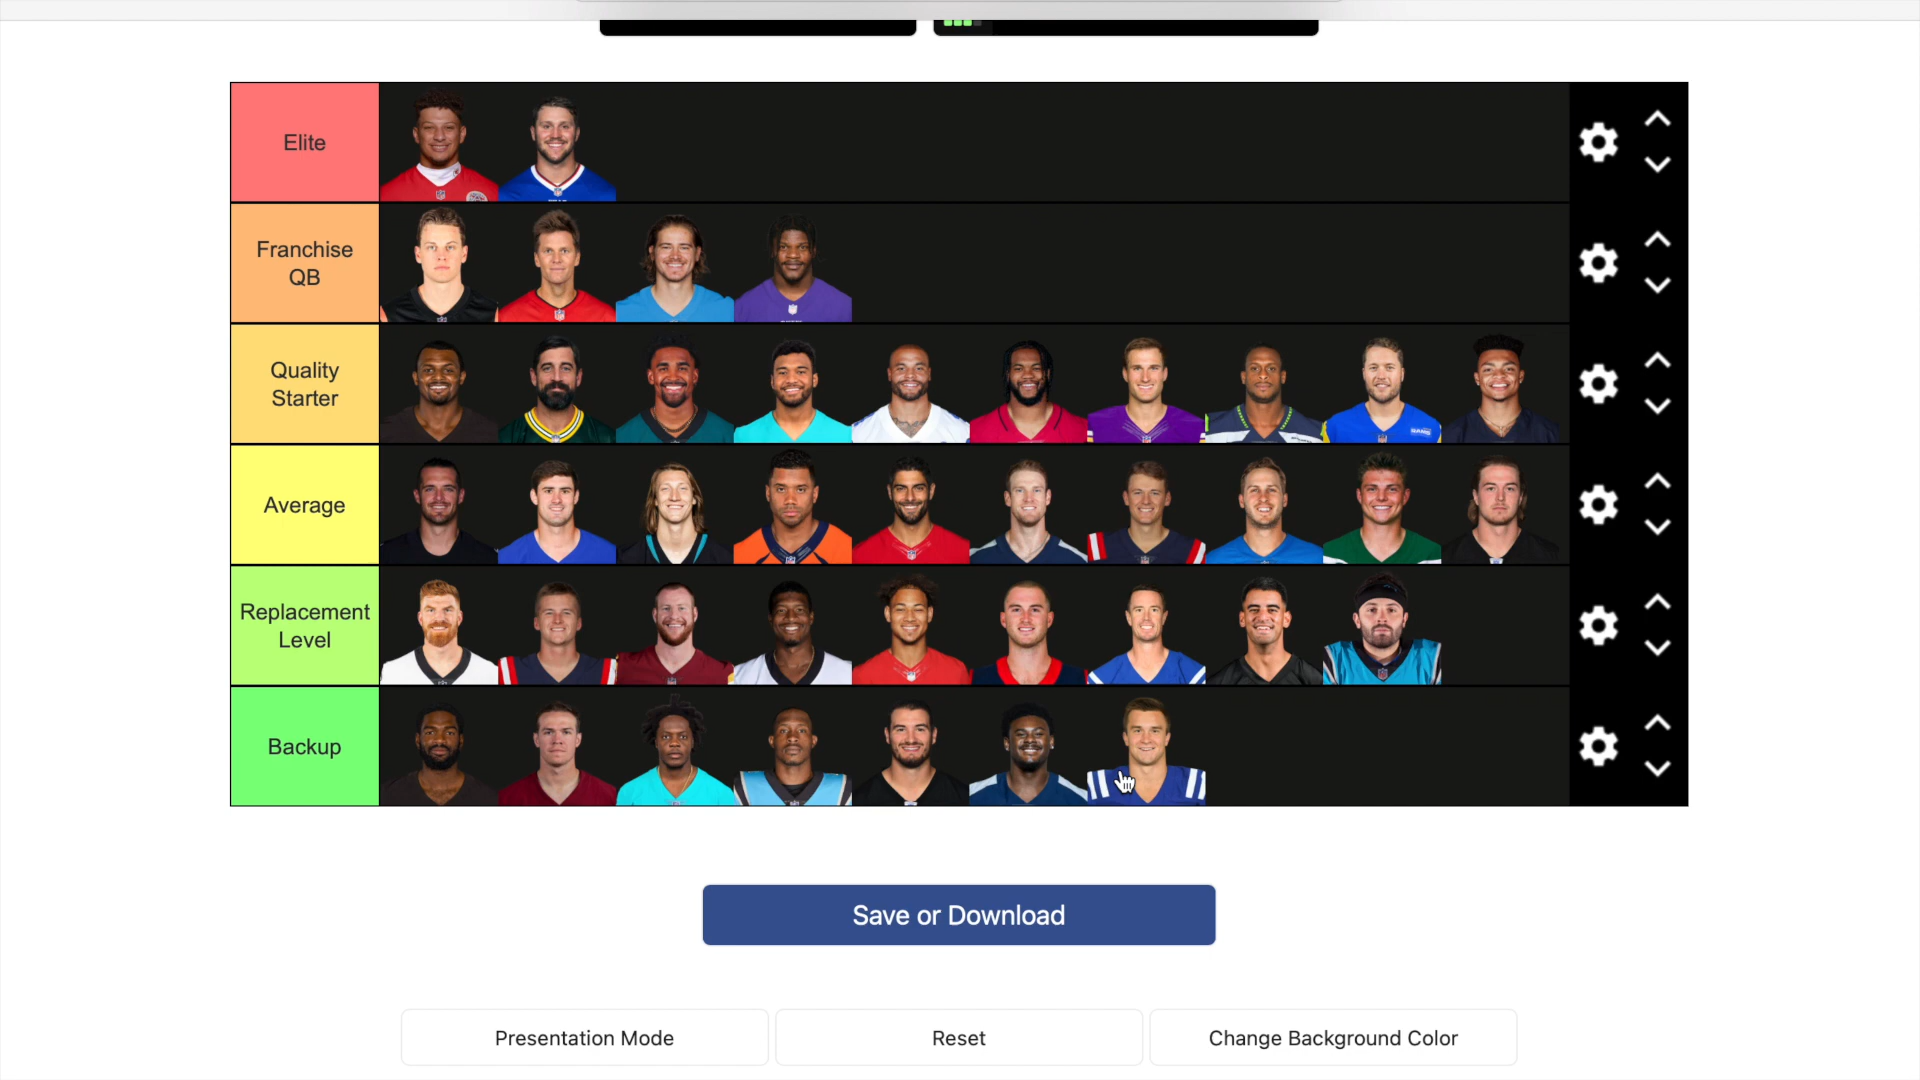 Elite
Franchise
QB
Quality
Starter
Average
Replacement
Level
Backup
Save or Download
Presentation Mode
Reset
Change Background Color